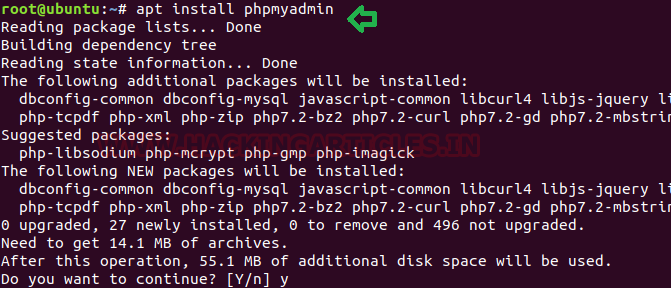 root@ubuntu:~# apt install phpmyadmin
Reading package lists... Done
Building dependency tree
Reading state information... Done
The following additional packages will be installed:
dbconfig-common dbconfig-mysql javascript-common libcurl4 libjs-jquery li
php-tcpdf php-xml php-zip php7.2-bz2 php7.2-curl php7.2-gd php7.2-mbstrin
Suggested packages:
php-libsodium php-mcrypt php-gmp php-imagick
WWW.HACKINGARTICLES.IN
The following NEW packages will be installed:
dbconfig-common dbconfig-mysql javascript-common libcurl4 libjs-jquery li
php-tcpdf php-xml php-zip php7.2-bz2 php7.2-curl php7.2-gd php7.2-mbstrin
0 upgraded, 27 newly installed, 0 to remove and 496 not upgraded.
Need to get 14.1 MB of archives.
After this operation, 55.1 MB of additional disk space will be used.
Do you want to continue? [Y/n] y